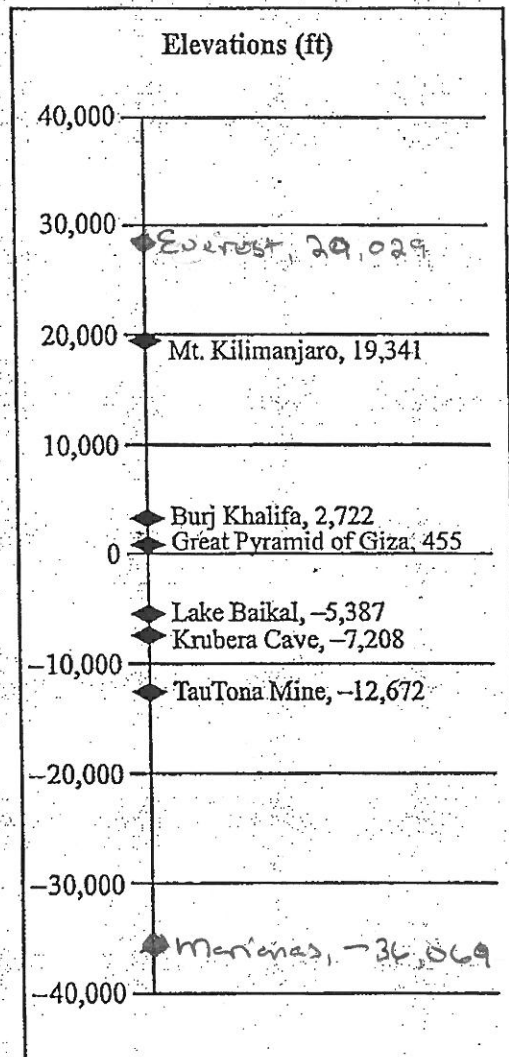 Elevations (ft)
40,000
30,000
Everest, 29,029
20,000
Mt. Kilimanjaro, 19,341
10,000
Burj Khalifa, 2,722
Great Pyramid of Giza, 455
0
Lake Baikal, –5,387
Krubera Cave, –7,208
–10,000
TauTona Mine, –12,672
–20,000
–30,000
Marianas, –36,069
–40,000